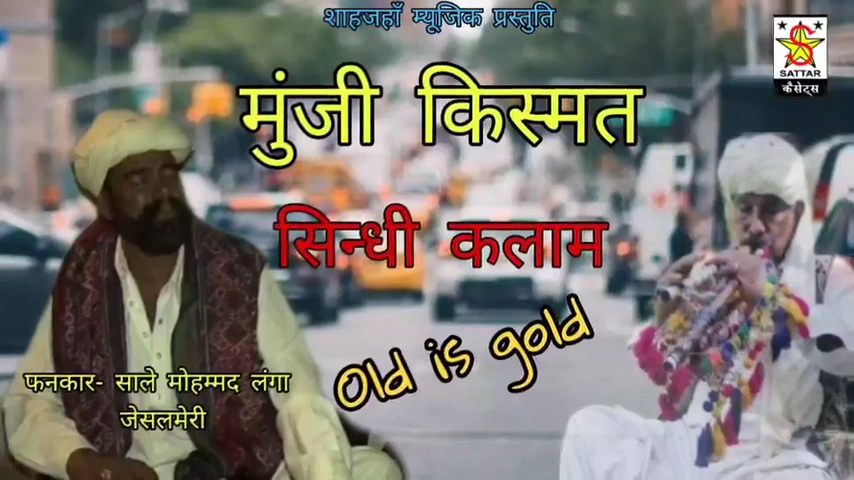 शाहजहाँ म्यूजिक प्रस्तुति
S
SATTAR
कैसेट्स
मुंजी किस्मत
सिन्धी कलाम
Old is gold
फनकार- साले मोहम्मद लंगा
जेसलमेरी